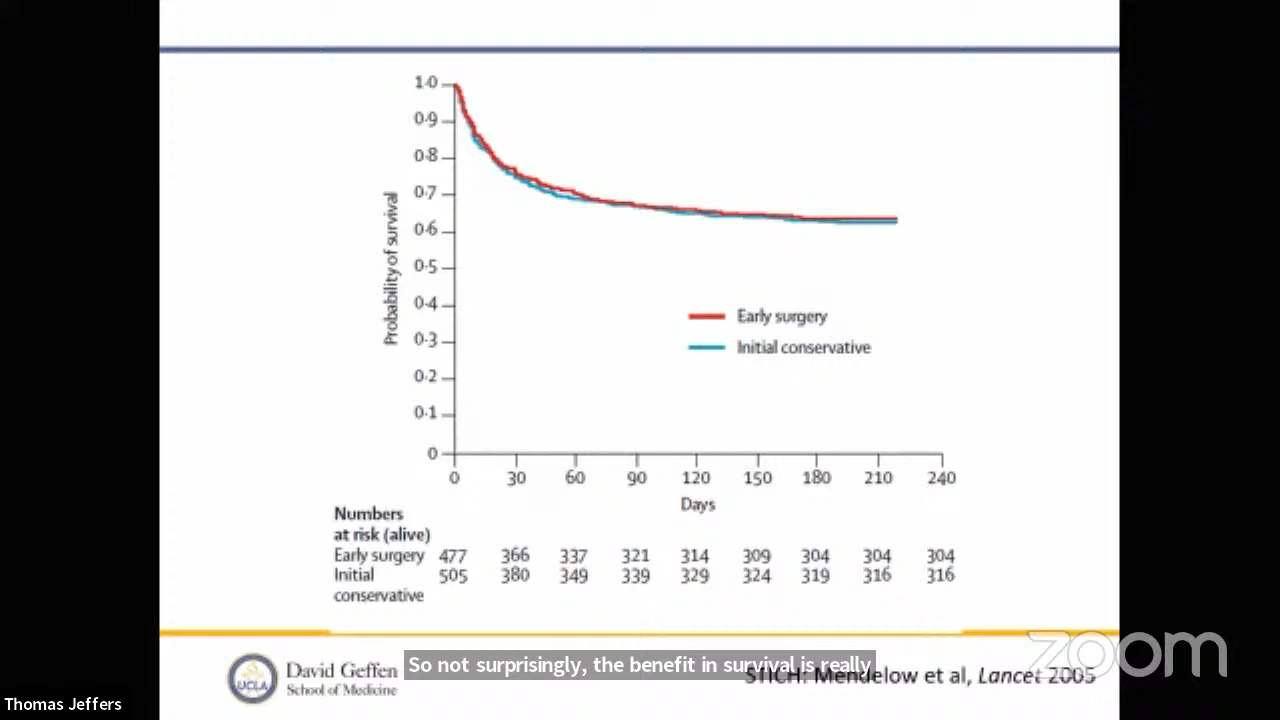 1·0
0·9
0·8
0·7
0·6
0·5
0·4
0·3
0·2
0·1
0
Probability of survival
Early surgery
Initial conservative
0 30 60 90 120 150 180 210 240
Days
Numbers
at risk (alive)
Early surgery 477 366 337 321 314 309 304 304 304
Initial 505 380 349 339 329 324 319 316 316
conservative
UCLA
David Geffen
School of Medicine
So not surprisingly, the benefit in survival is really
STICH: Mendelow et al, Lancet 2005
zoom
Thomas Jeffers